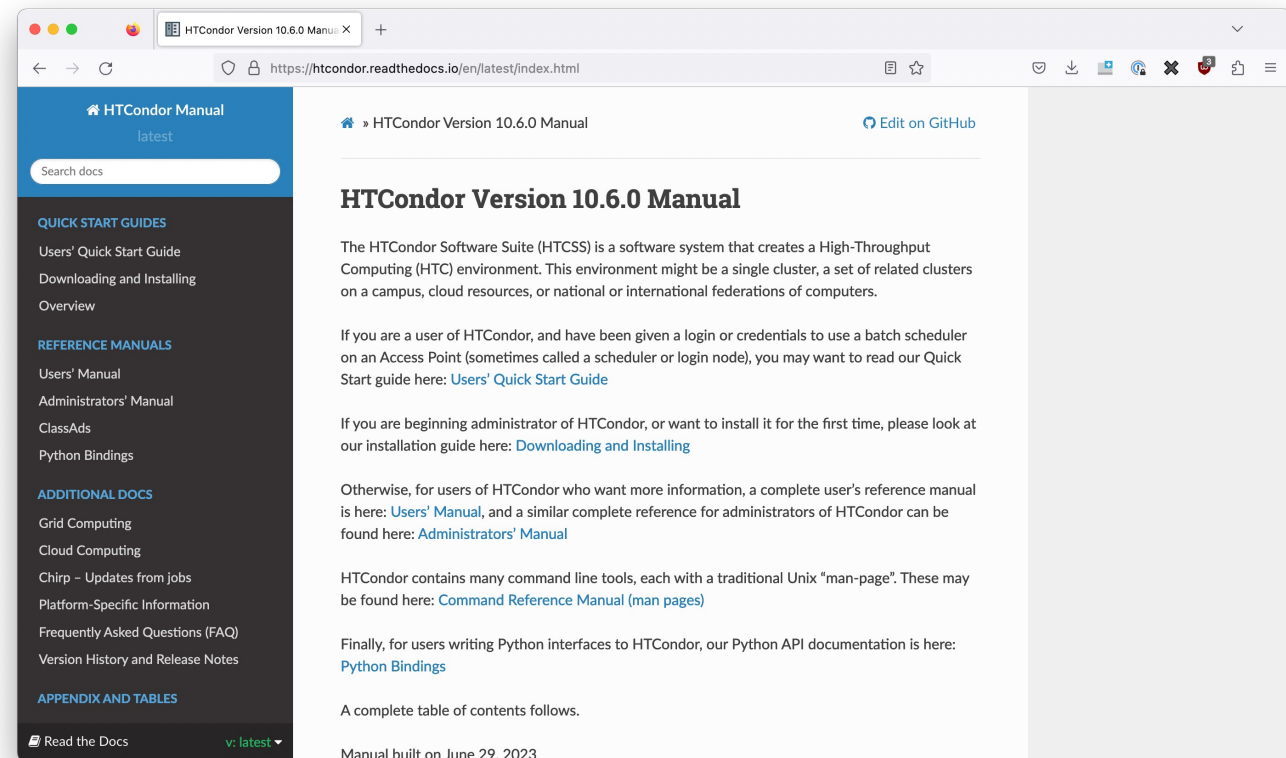 HTCondor Version 10.6.0 Manua
https://htcondor.readthedocs.io/en/latest/index.html
3
HTCondor Manual
latest
Search docs
QUICK START GUIDES
Users' Quick Start Guide
Downloading and Installing
Overview
REFERENCE MANUALS
Users' Manual
Administrators' Manual
ClassAds
Python Bindings
ADDITIONAL DOCS
Grid Computing
Cloud Computing
Chirp – Updates from jobs
Platform-Specific Information
Frequently Asked Questions (FAQ)
Version History and Release Notes
APPENDIX AND TABLES
Read the Docs v: latest
» HTCondor Version 10.6.0 Manual
Edit on GitHub
HTCondor Version 10.6.0 Manual
The HTCondor Software Suite (HTCSS) is a software system that creates a High-Throughput
Computing (HTC) environment. This environment might be a single cluster, a set of related clusters
on a campus, cloud resources, or national or international federations of computers.
If you are a user of HTCondor, and have been given a login or credentials to use a batch scheduler
on an Access Point (sometimes called a scheduler or login node), you may want to read our Quick
Start guide here: Users' Quick Start Guide
If you are beginning administrator of HTCondor, or want to install it for the first time, please look at
our installation guide here: Downloading and Installing
Otherwise, for users of HTCondor who want more information, a complete user's reference manual
is here: Users' Manual, and a similar complete reference for administrators of HTCondor can be
found here: Administrators' Manual
HTCondor contains many command line tools, each with a traditional Unix “man-page”. These may
be found here: Command Reference Manual (man pages)
Finally, for users writing Python interfaces to HTCondor, our Python API documentation is here:
Python Bindings
A complete table of contents follows.
Manual built on June 29, 2023